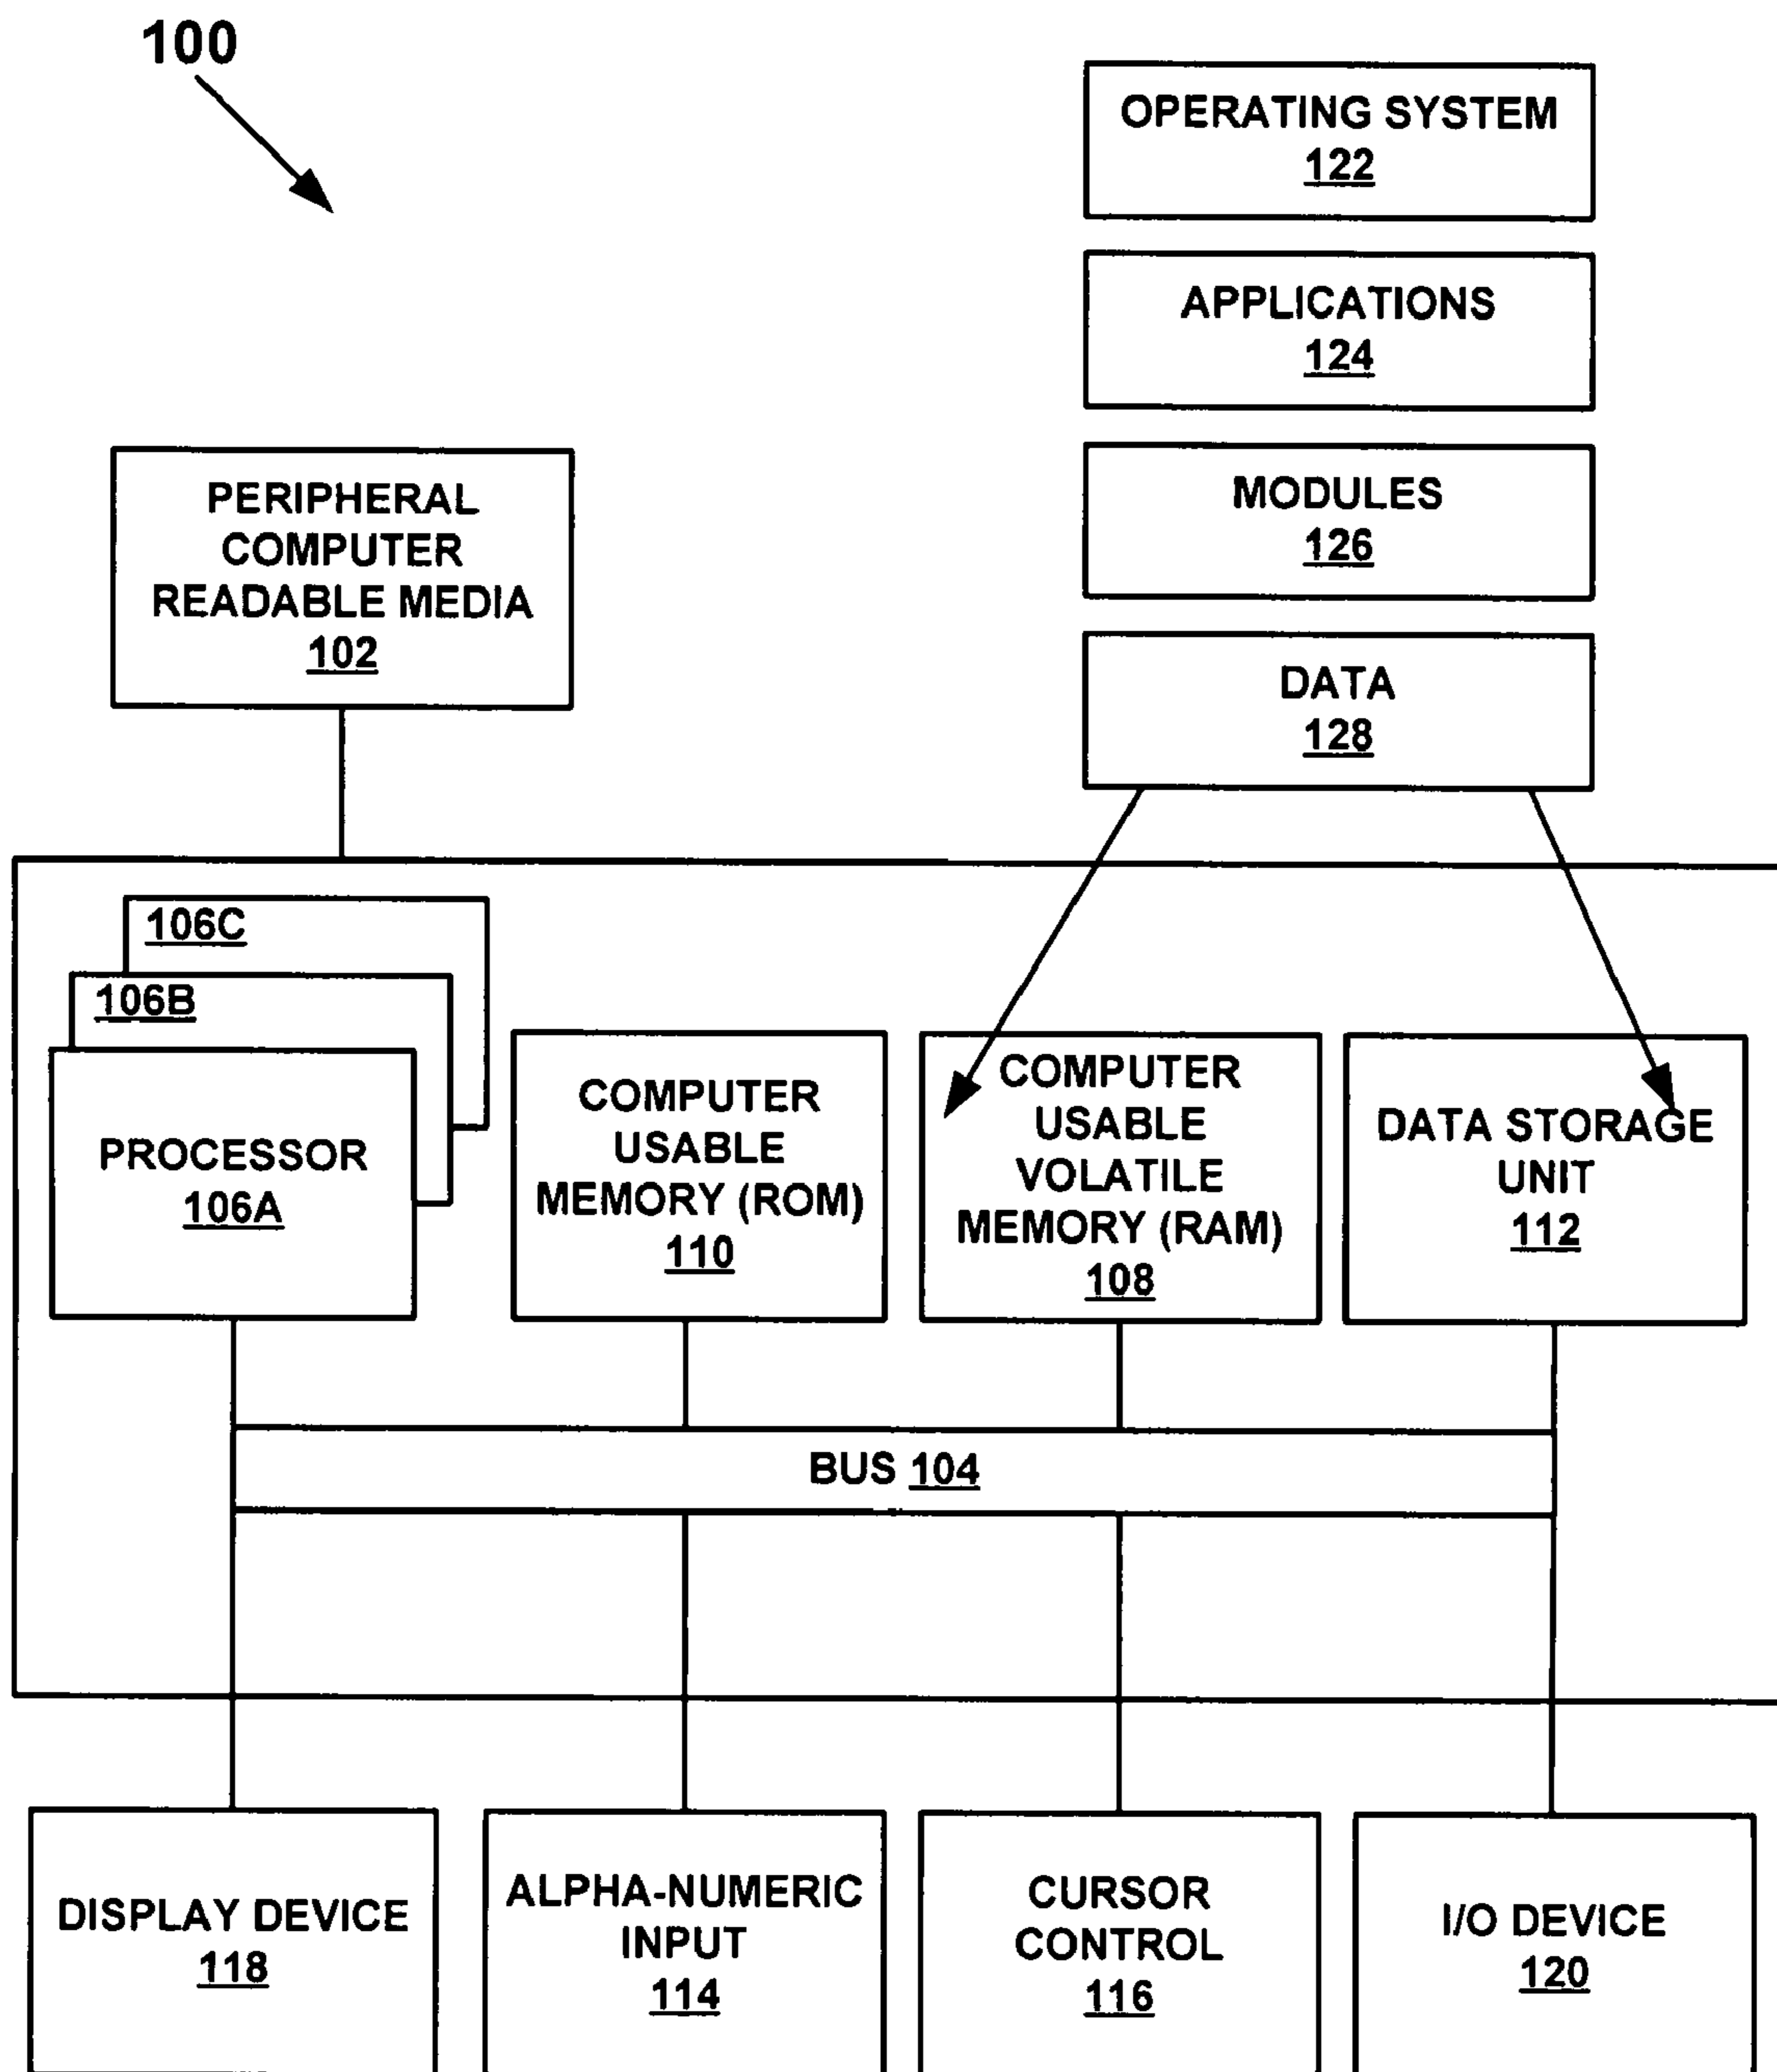 100
OPERATING SYSTEM
122
APPLICATIONS
124
MODULES
126
PERIPHERAL
COMPUTER
READABLE MEDIA
102
DATA
128
106C
106B
PROCESSOR
106A
COMPUTER
USABLE
MEMORY (ROM)
110
COMPUTER
USABLE
VOLATILE
MEMORY (RAM)
108
DATA STORAGE
UNIT
112
BUS 104
DISPLAY DEVICE
118
ALPHA-NUMERIC
INPUT
114
CURSOR
CONTROL
116
I/O DEVICE
120